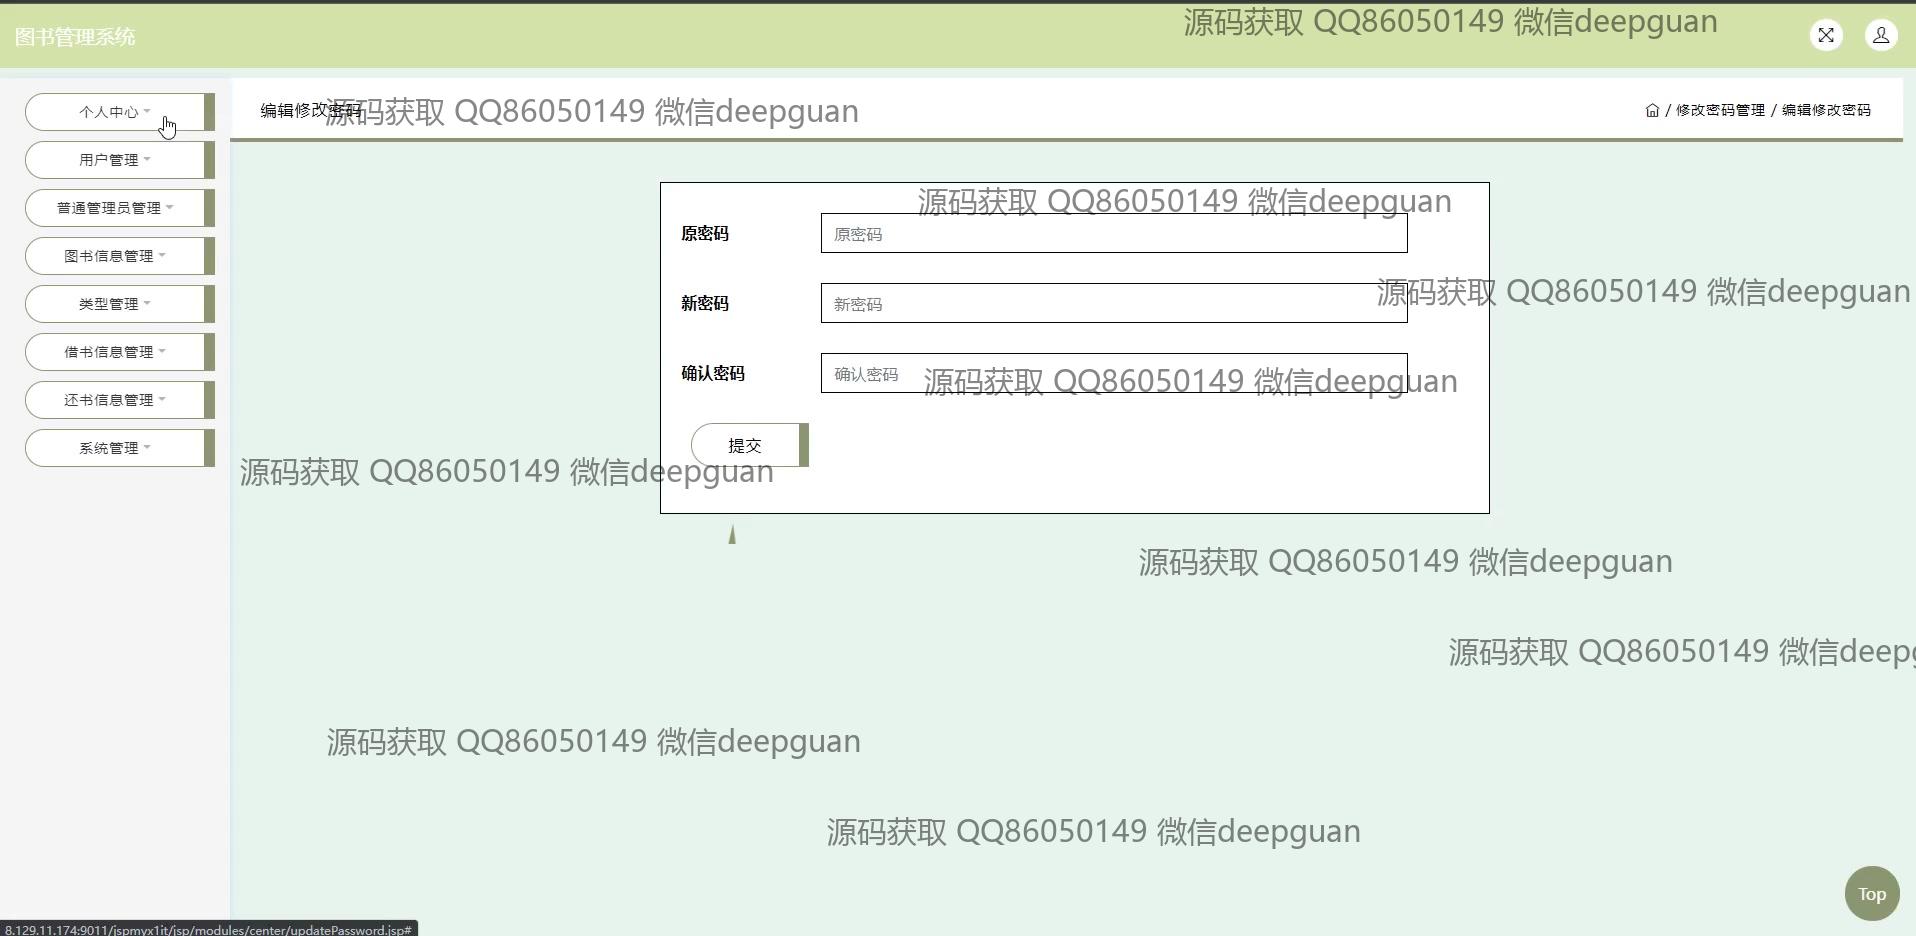 图书管理系统
源码获取 QQ86050149 微信deepguan
个人中心
用户管理
普通管理员管理
图书信息管理
类型管理
借书信息管理
还书信息管理
系统管理
编辑修改密码
源码获取 QQ86050149 微信deepguan
/ 修改密码管理 / 编辑修改密码
源码获取 QQ86050149 微信deepguan
原密码
原密码
源码获取 QQ86050149 微信deepguan
新密码
新密码
确认密码
确认密码
源码获取 QQ86050149 微信deepguan
提交
源码获取 QQ86050149 微信deepguan
源码获取 QQ86050149 微信deepguan
源码获取 QQ86050149 微信deep
源码获取 QQ86050149 微信deepguan
源码获取 QQ86050149 微信deepguan
Top
8.129.11.174:9011/jspmyx1it/jsp/modules/center/updatePassword.jsp#